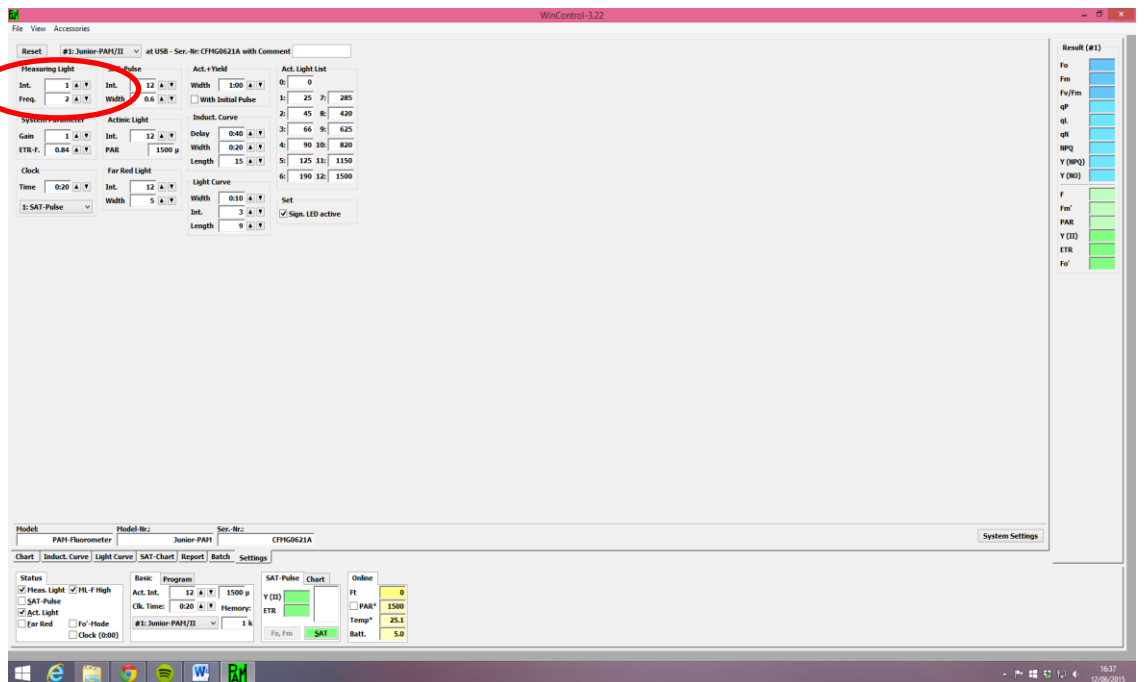 WinControl-3.22
File View Accessories
Reset #1: Junior-PAM/II at USB - Ser.-Nr: CFMG0621A with Comment
Measuring Light
Int. 1
Freq. 2
SAT-Pulse
Int. 12
Width 0.6
Act.+Yield
Width 1:00
With Initial Pulse
Act. Light List
0: 0
1: 25 7: 285
2: 45 8: 420
3: 66 9: 625
4: 90 10: 820
5: 125 11: 1150
6: 190 12: 1500
System Parameter
Gain 1
ETR-F. 0.84
Actinic Light
Int. 12
PAR 1500 µ
Induct. Curve
Delay 0:40
Width 0:20
Length 15
Clock
Time 0:20
1: SAT-Pulse
Far Red Light
Int. 12
Width 5
Light Curve
Width 0:10
Int. 3
Length 9
Set
Sign. LED active
Result (#1)
Fo
Fm
Fv/Fm
qP
qL
qN
NPQ
Y (NPQ)
Y (NO)
F
Fm'
PAR
Y (II)
ETR
Fo'
Model: Model-Nr.: Ser.-Nr.:
PAM-Fluorometer Junior-PAM CFMG0621A
System Settings
Chart Induct. Curve Light Curve SAT-Chart Report Batch Settings
Status
Meas. Light ML-F High
SAT-Pulse
Act. Light
Far Red Fo'-Mode
Clock (0:00)
Basic Program
Act. Int. 12 1500 µ
Clk. Time: 0:20 Memory:
#1: Junior-PAM/II 1 k
SAT-Pulse Chart
Y (II)
ETR
Fo, Fm SAT
Online
Ft 0
PAR* 1500
Temp* 25.1
Batt. 5.0
16:37
12/06/2015